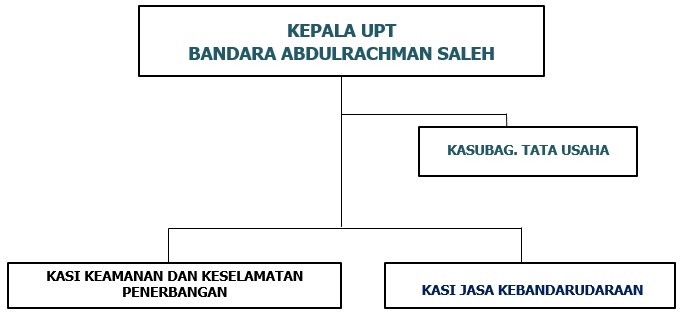 KEPALA UPT
BANDARA ABDULRACHMAN SALEH
KASUBAG. TATA USAHA
KASI KEAMANAN DAN KESELAMATAN
PENERBANGAN
KASI JASA KEBANDARUDARAAN